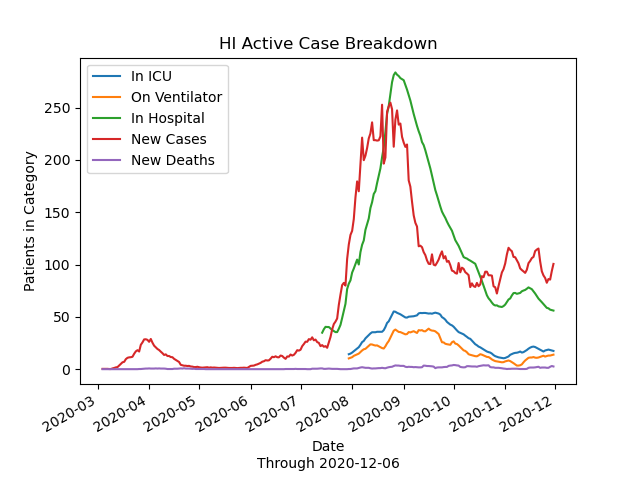 HI Active Case Breakdown
In ICU
On Ventilator
In Hospital
New Cases
New Deaths
Patients in Category
250
200
150
100
50
0
2020-03
2020-04
2020-05
2020-06
2020-07
2020-08
2020-09
2020-10
2020-11
2020-12
Date
Through 2020-12-06